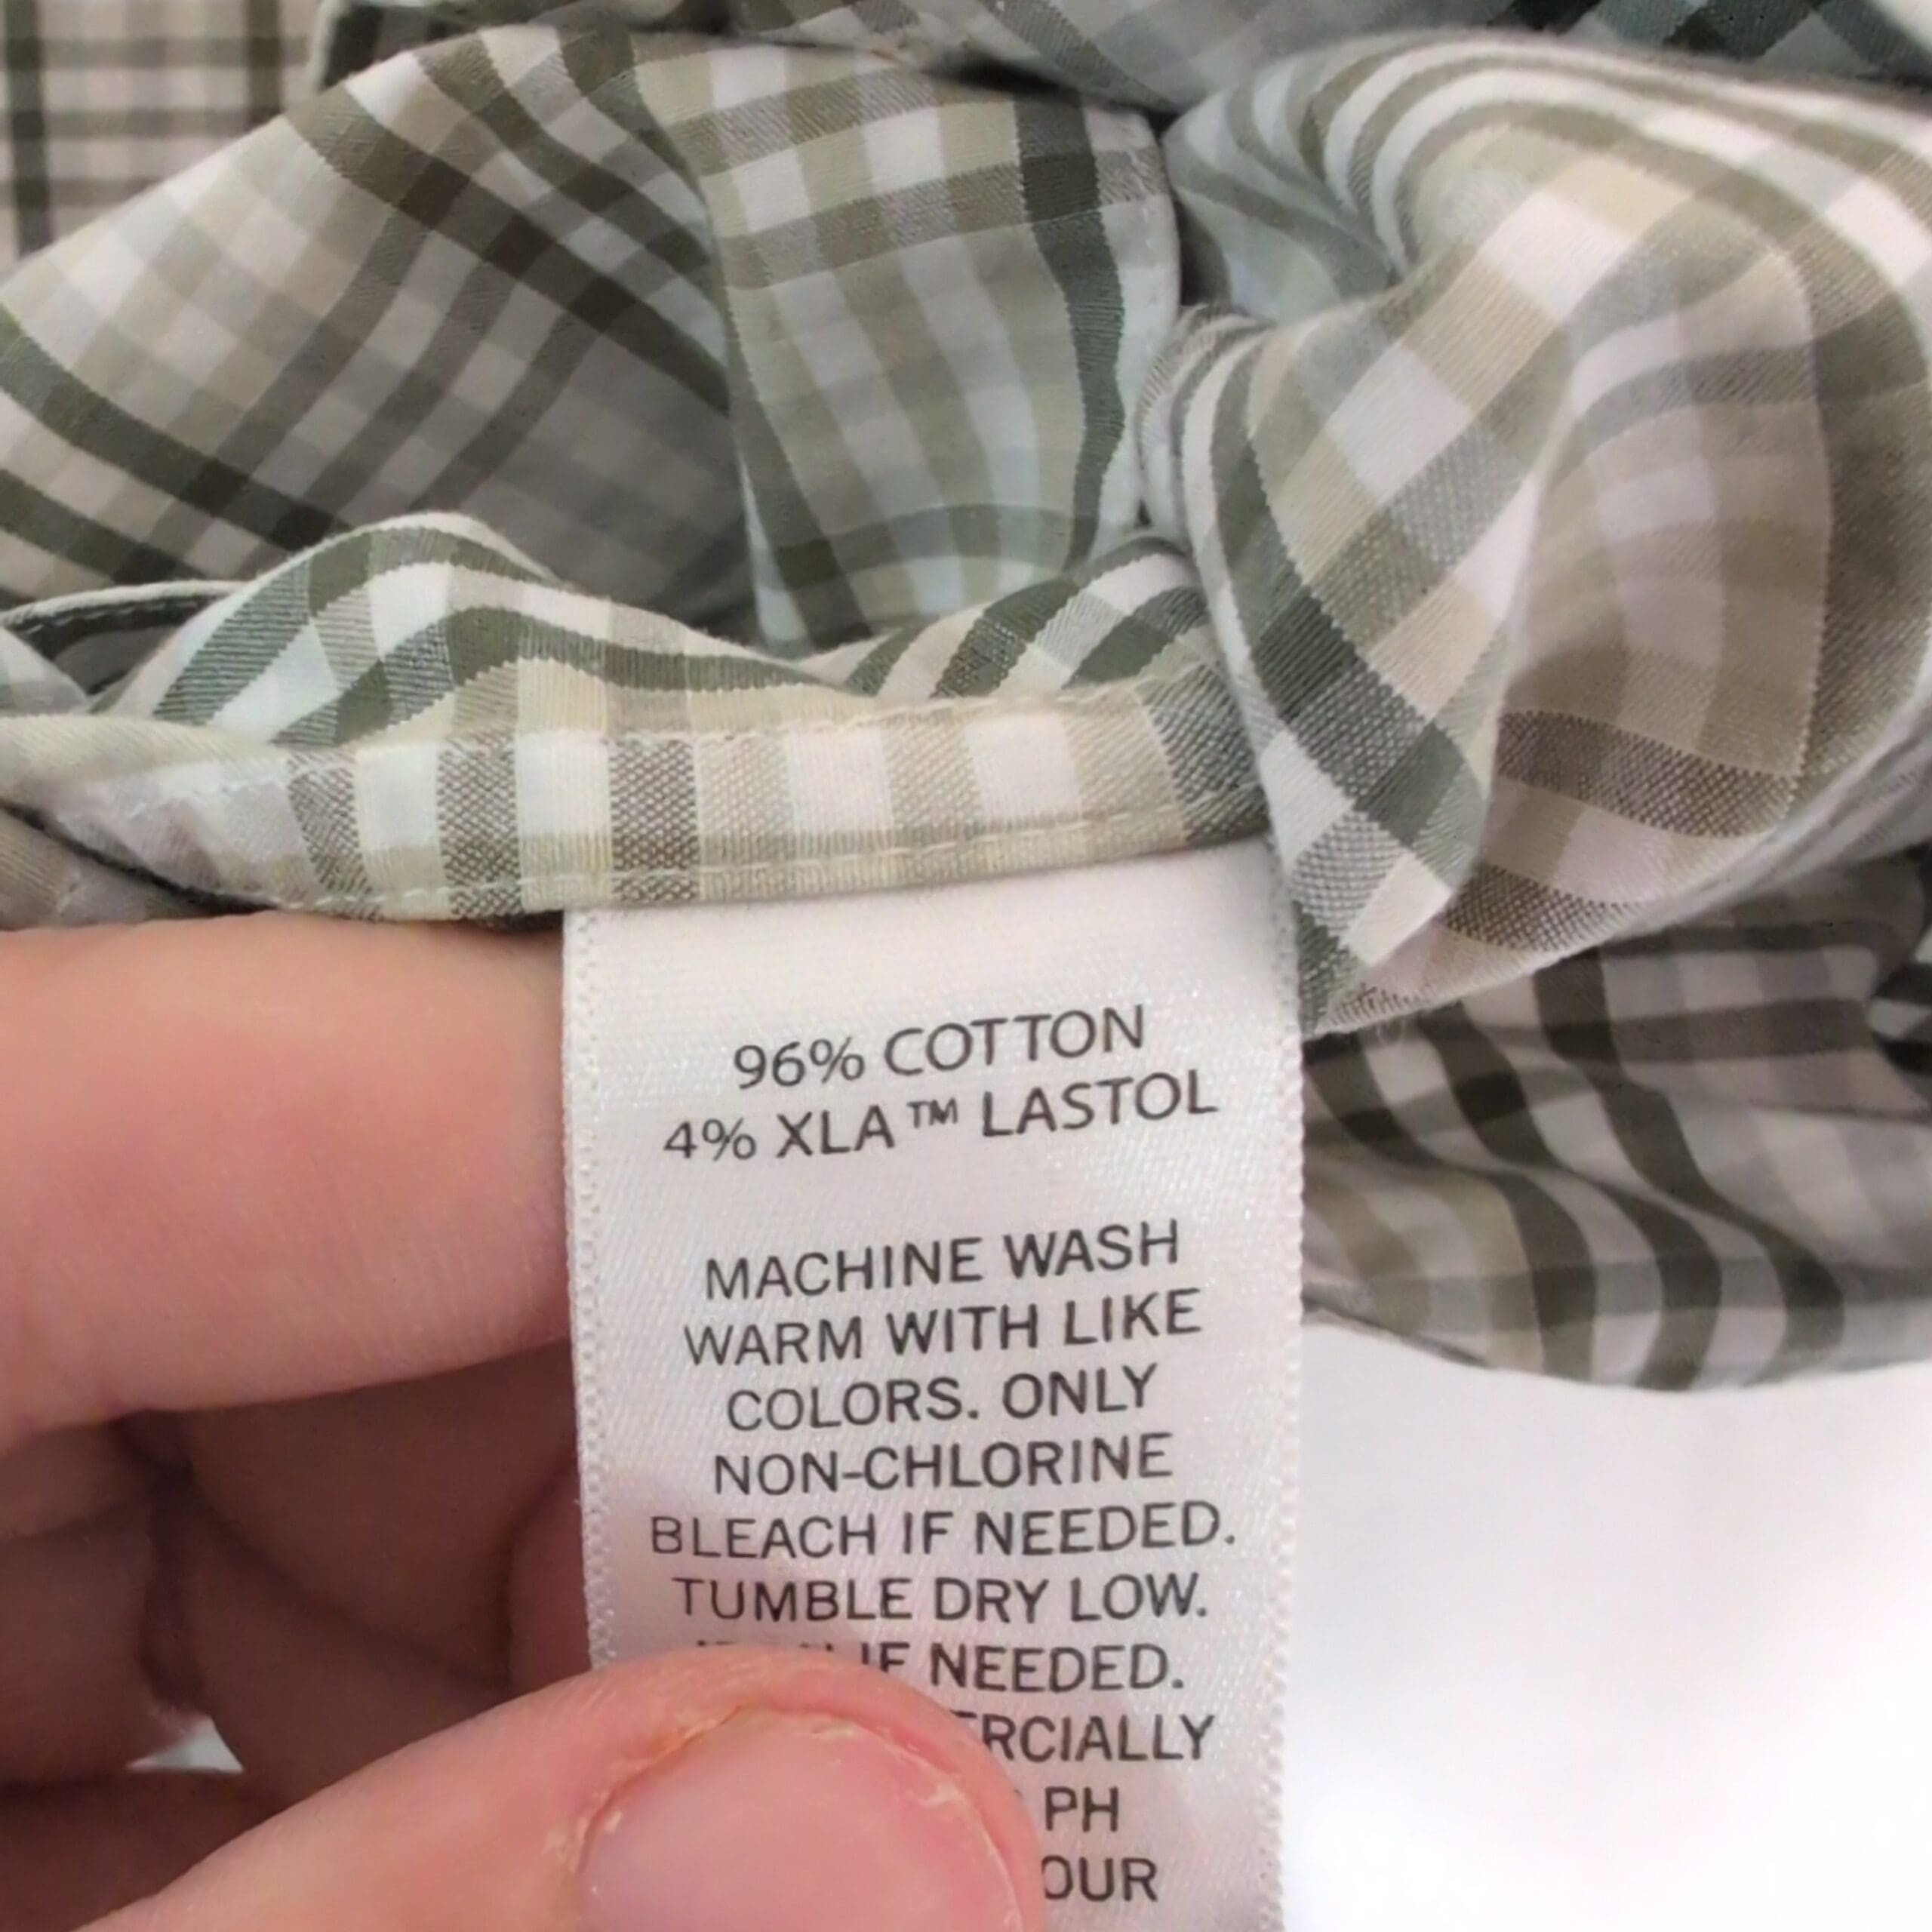 96% COTTON
4% XLA™ LASTOL
MACHINE WASH
WARM WITH LIKE
COLORS. ONLY
NON-CHLORINE
BLEACH IF NEEDED.
TUMBLE DRY LOW.
IF NEEDED.
PH